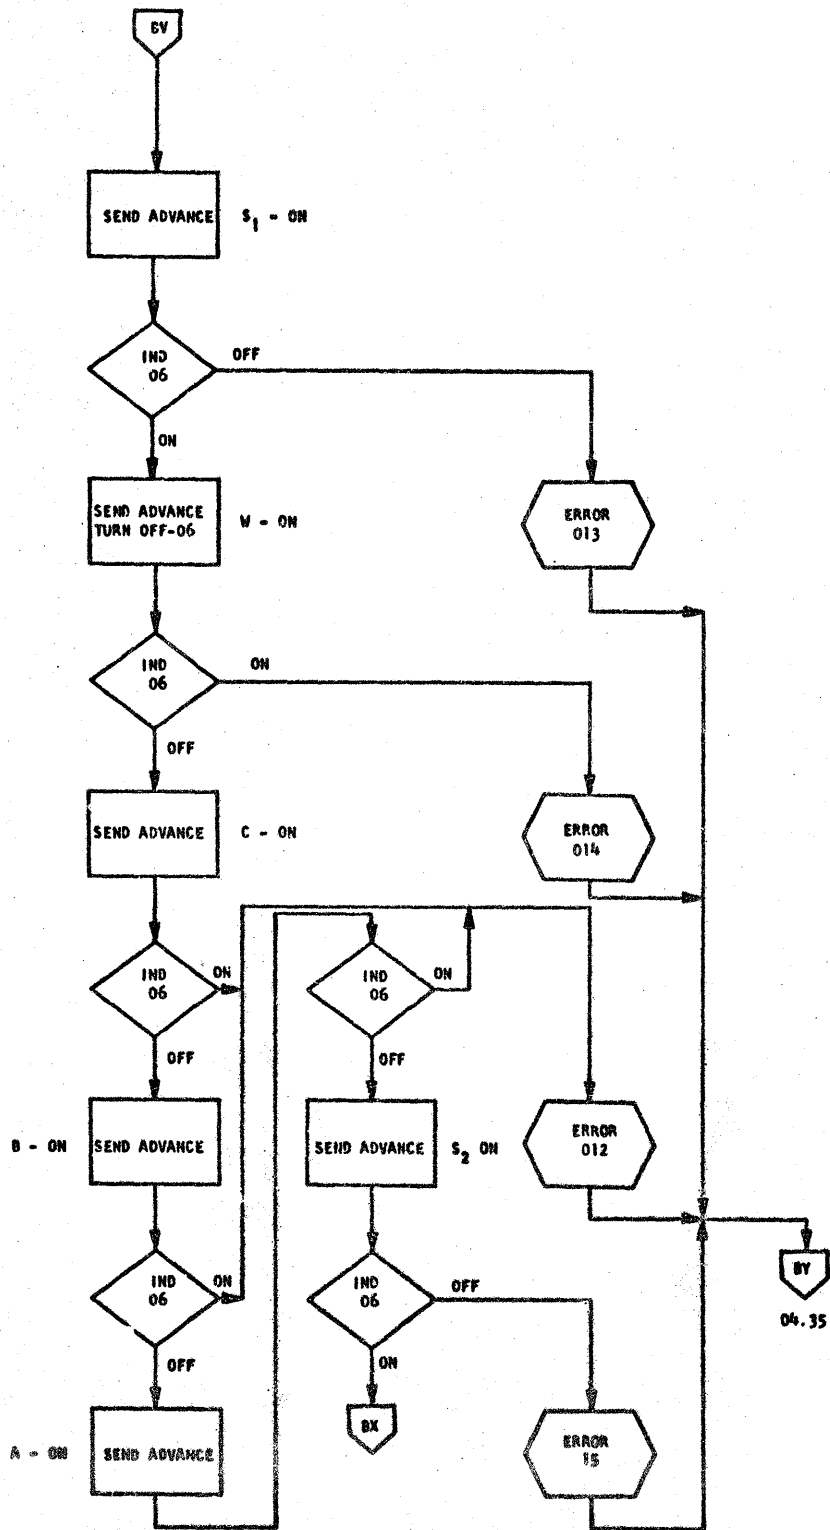 BV
SEND ADVANCE
S1 - ON
IND
06
OFF
ON
SEND ADVANCE
TURN OFF-06
W - ON
ERROR
013
IND
06
ON
OFF
SEND ADVANCE
C - ON
ERROR
014
IND
06
ON
OFF
IND
06
ON
OFF
B - ON
SEND ADVANCE
SEND ADVANCE
S2 ON
ERROR
012
IND
06
ON
OFF
IND
06
OFF
ON
BY
04.35
A - ON
SEND ADVANCE
BX
ERROR
15